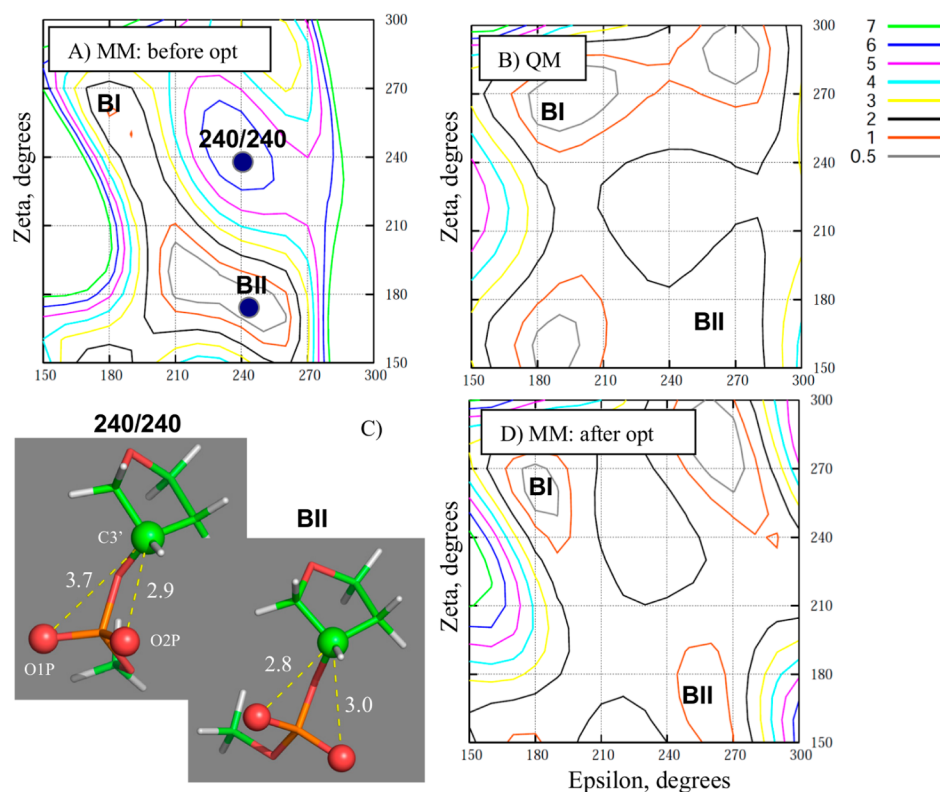 A) MM: before opt
BI
240/240
BII
Zeta, degrees
300
270
240
210
180
150
150 180 210 240 270 300
B) QM
BI
BII
Zeta, degrees
300
270
240
210
180
150
150 180 210 240 270 300
7
6
5
4
3
2
1
0.5
240/240
C)
C3'
3.7
2.9
O1P
O2P
BII
2.8
3.0
D) MM: after opt
BI
BII
Zeta, degrees
300
270
240
210
180
150
150 180 210 240 270 300
Epsilon, degrees